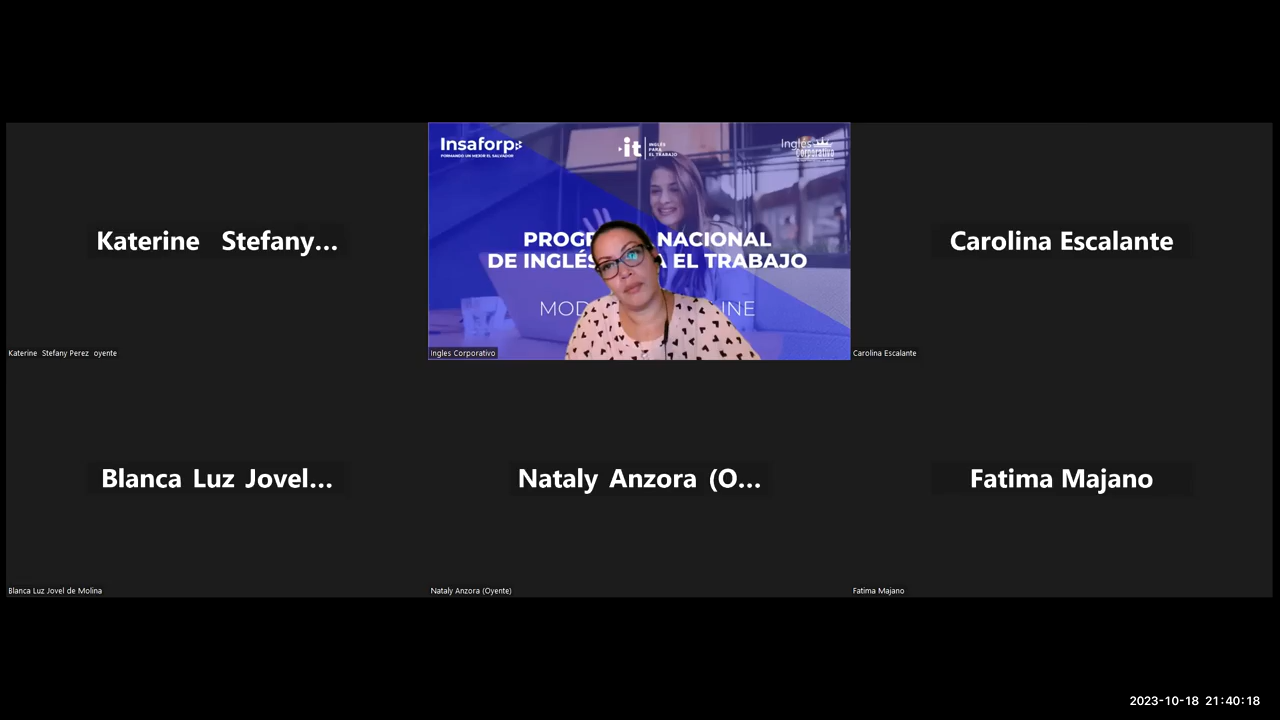 Insaforp
FORMANDO UN MEJOR EL SALVADOR
it
INGLÉS
PARA
EL TRABAJO
Inglés
Corporativo
PROGR NACIONAL
DE INGLÉS A EL TRABAJO
MOD INE
Katerine Stefany...
Carolina Escalante
Katerine Stefany Perez oyente
Ingles Corporativo
Carolina Escalante
Blanca Luz Jovel...
Nataly Anzora (O...
Fatima Majano
Blanca Luz Jovel de Molina
Nataly Anzora (Oyente)
Fatima Majano
2023-10-18 21:40:18